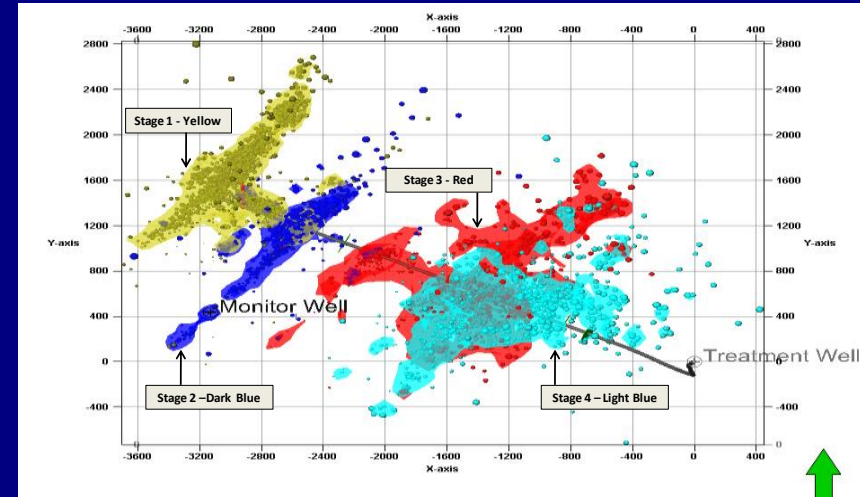 X-axis
-3600 -3200 -2800 -2400 -2000 -1600 -1200 -800 -400 0 400
2800 0 0 2800
2400 2400
Stage 1 - Yellow
2000 2000
Stage 3 - Red
1600 1600
1200 1200
Y-axis Y-axis
800 800
Monitor Well
400 400
Treatment Well
0 0
Stage 2 –Dark Blue
Stage 4 – Light Blue
-400 -400
0 0
-3600 -3200 -2800 -2400 -2000 -1600 -1200 -800 -400 0 400
X-axis